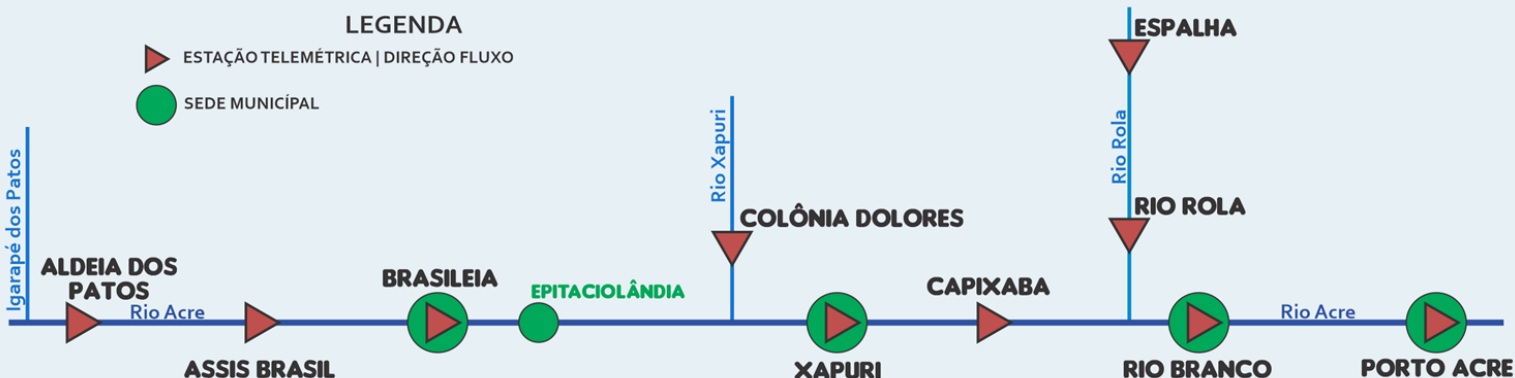 LEGENDA
ESTAÇÃO TELEMÉTRICA | DIREÇÃO FLUXO
SEDE MUNICÍPAL
Igarapé dos Patos
ALDEIA DOS
PATOS
Rio Acre
ASSIS BRASIL
BRASILEIA
EPITACIOLÂNDIA
Rio Xapuri
COLÔNIA DOLORES
XAPURI
CAPIXABA
ESPALHA
Rio Rola
RIO ROLA
RIO BRANCO
Rio Acre
PORTO ACRE